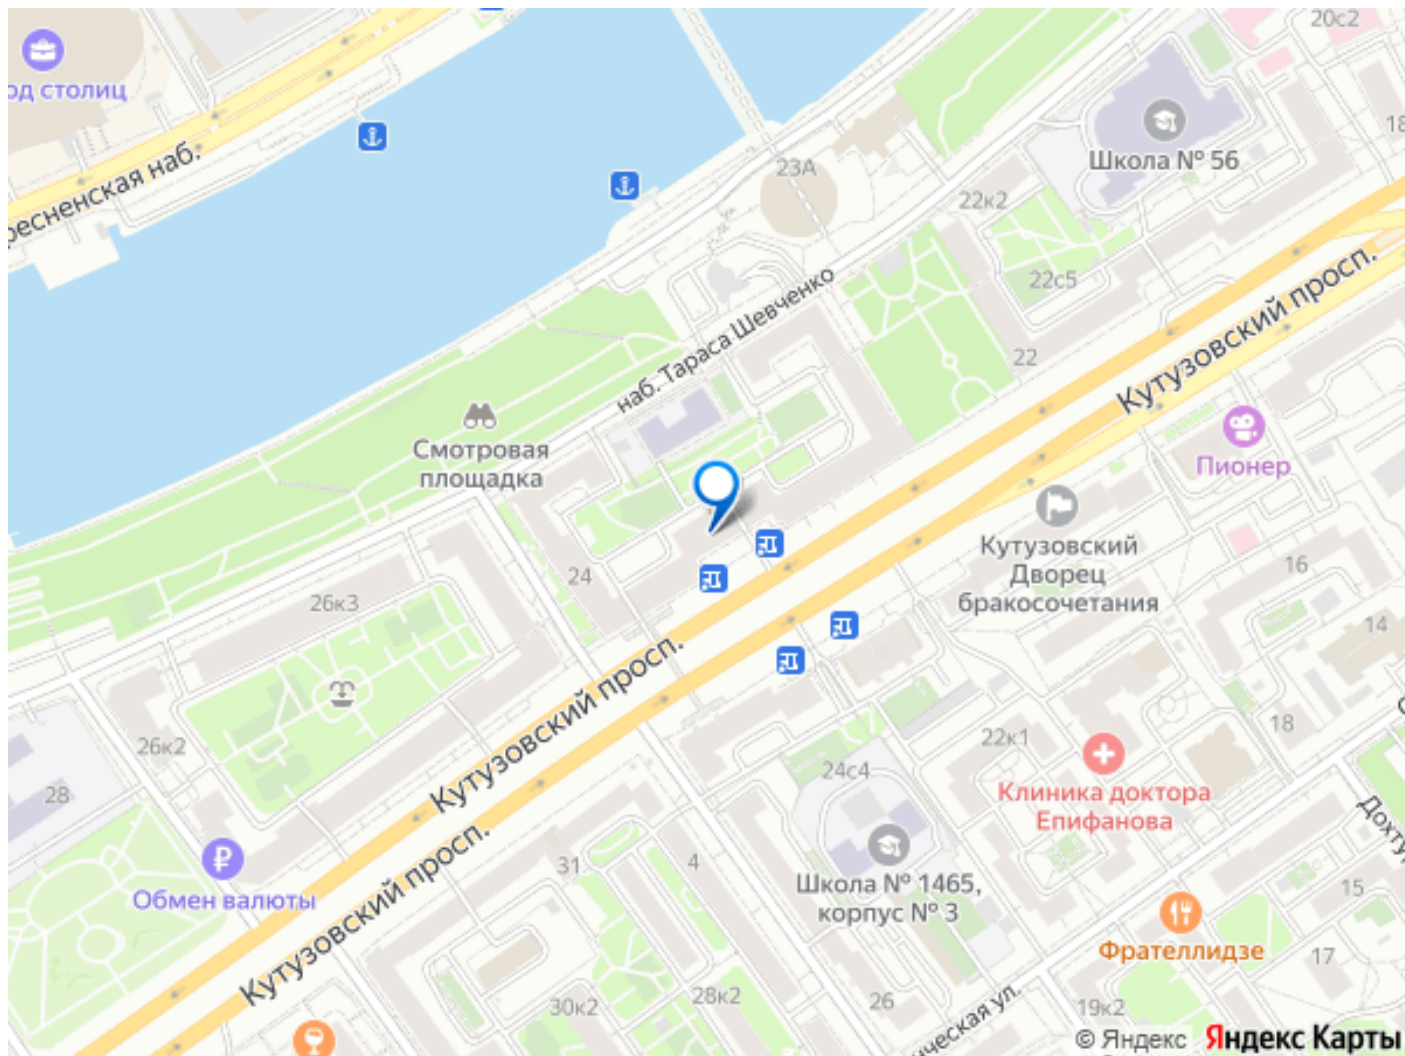 20с2
од столиц
ресненская наб.
Школа № 56
18
23А
22к2
22с5
Кутузовский просп.
наб. Тараса Шевченко
22
Смотровая
площадка
Пионер
Кутузовский
Дворец
бракосочетания
16
24
26к3
14
Кутузовский просп.
26к2
18
22к1
24с4
28
Клиника доктора
Епифанова
Обмен валюты
31
4
Школа № 1465,
корпус № 3
15
Кутузовский просп.
Фрателлидзе
17
30к2
28к2
26
19к2
ческая ул.
© Яндекс Яндекс Карты